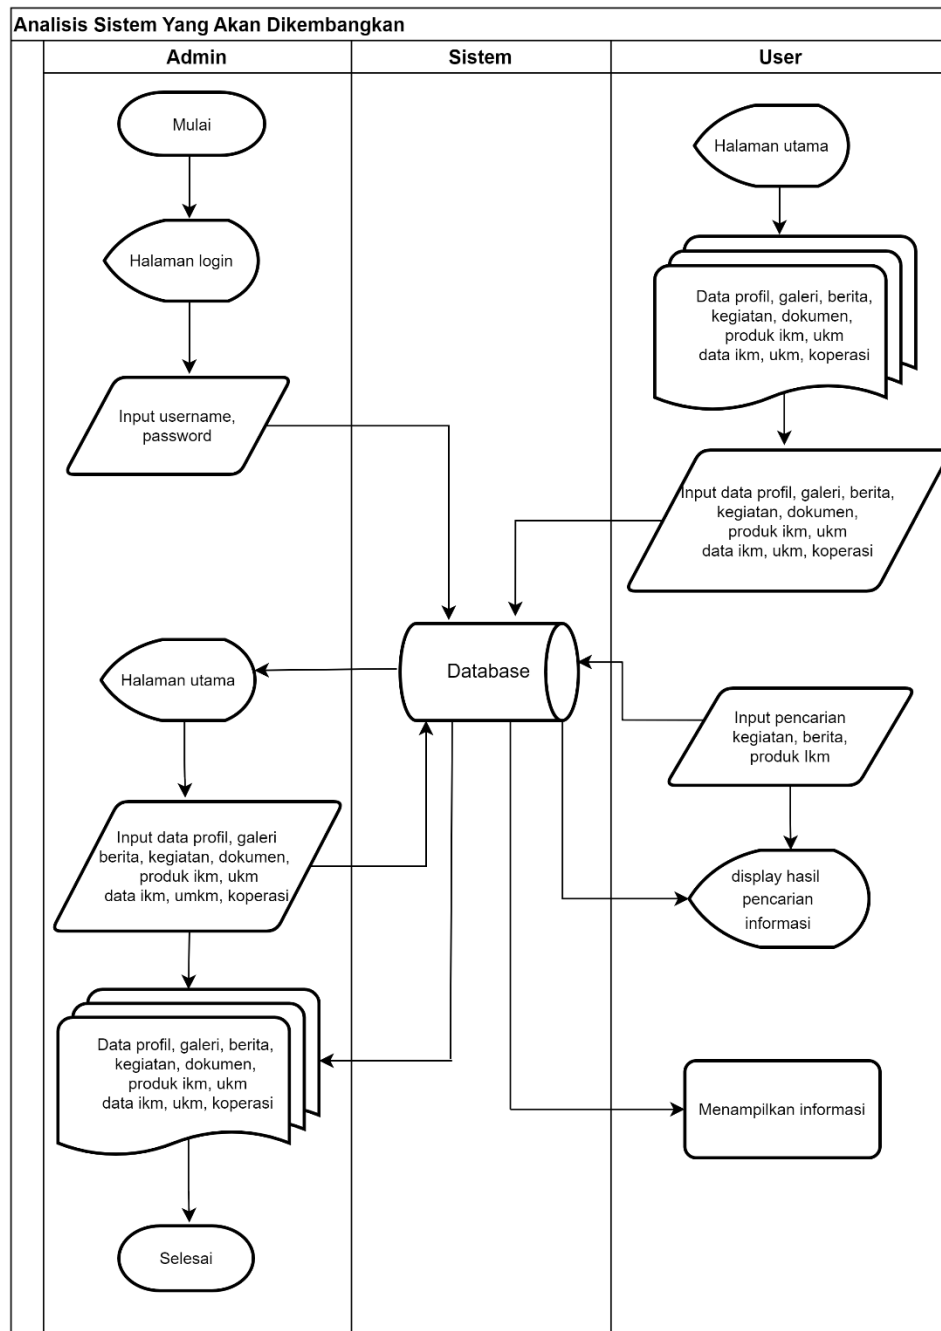 Analisis Sistem Yang Akan Dikembangkan
Admin
Sistem
User
Mulai
Halaman login
Input username,
password
Halaman utama
Input data profil, galeri
berita, kegiatan, dokumen,
produk ikm, ukm
data ikm, umkm, koperasi
Data profil, galeri, berita,
kegiatan, dokumen,
produk ikm, ukm
data ikm, ukm, koperasi
Selesai
Database
Halaman utama
Data profil, galeri, berita,
kegiatan, dokumen,
produk ikm, ukm
data ikm, ukm, koperasi
Input data profil, galeri, berita,
kegiatan, dokumen,
produk ikm, ukm
data ikm, ukm, koperasi
Input pencarian
kegiatan, berita,
produk Ikm
display hasil
pencarian
informasi
Menampilkan informasi